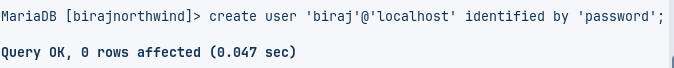 MariaDB [birajnorthwind]> create user 'biraj'@'localhost' identified by 'password';
Query OK, 0 rows affected (0.047 sec)